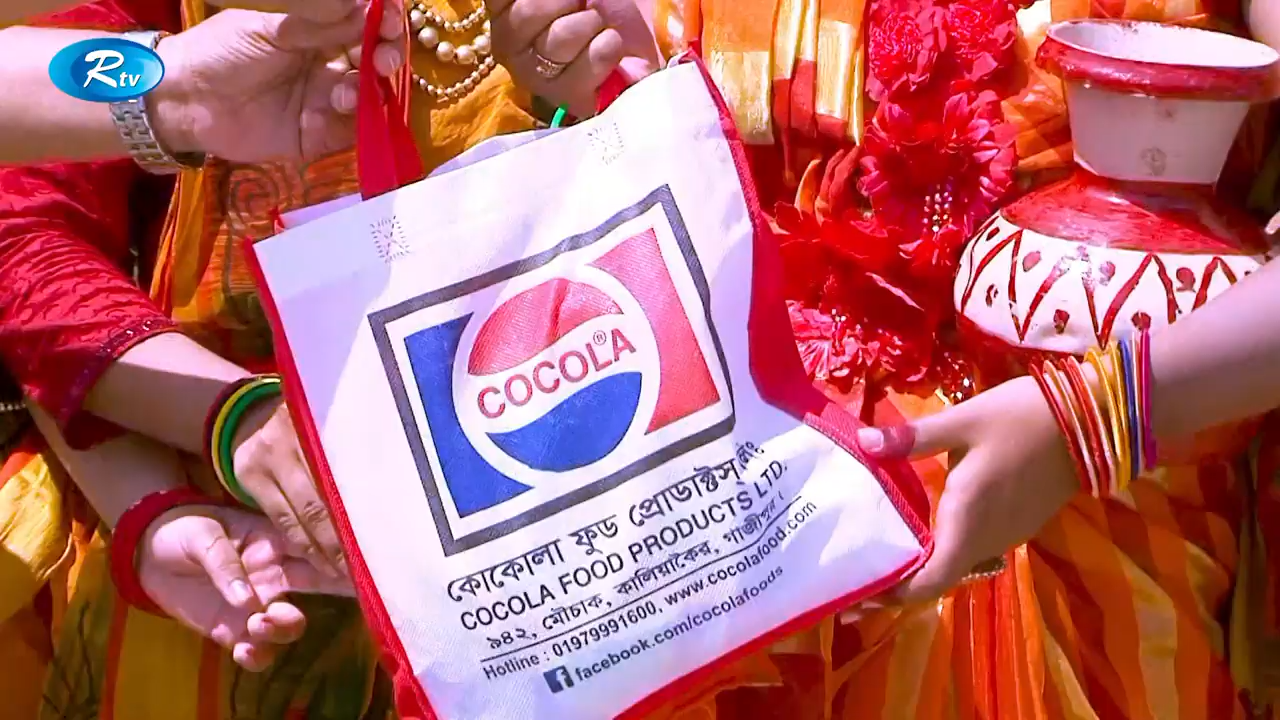 Rtv
COCOLA®
কোকোলা ফুড প্রোডাক্টস্ লিঃ
COCOLA FOOD PRODUCTS LTD.
৯৪২, মৌচাক, কালিয়াকৈর, গাজীপুর ।
Hotline : 01979991600, www.cocolafood.com
facebook.com/cocolafoods